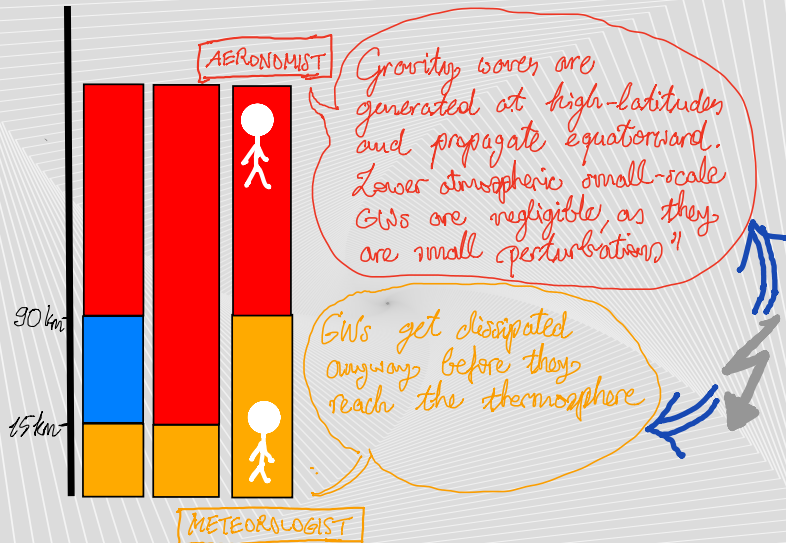 AERONOMIST
Gravity waves are
generated at high-latitudes
and propagate equatorward.
Lower atmospheric small-scale
GWs are negligible, as they
are small perturbations"
90 km
GWs get dissipated
anyway before they
reach the thermosphere
15 km
METEOROLOGIST